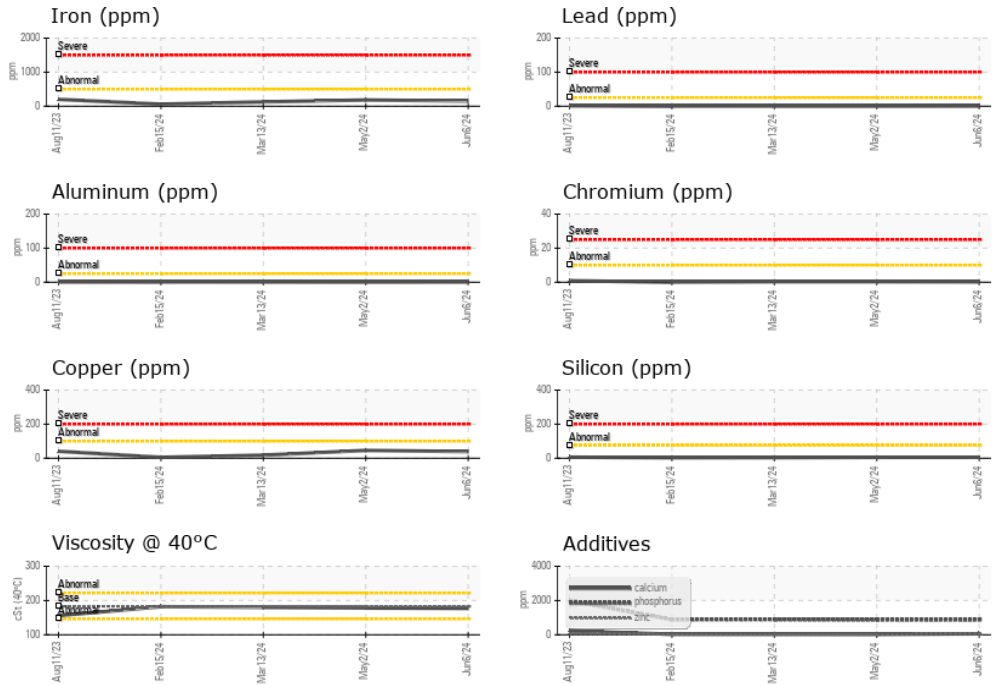 Iron (ppm)
2000
1000
0
ppm
Severe
Abnormal
Aug11/23
Feb15/24
Mar13/24
May2/24
Jun6/24
Lead (ppm)
200
100
0
ppm
Severe
Abnormal
Aug11/23
Feb15/24
Mar13/24
May2/24
Jun6/24
Aluminum (ppm)
200
100
0
ppm
Severe
Abnormal
Aug11/23
Feb15/24
Mar13/24
May2/24
Jun6/24
Chromium (ppm)
40
20
0
ppm
Severe
Abnormal
Aug11/23
Feb15/24
Mar13/24
May2/24
Jun6/24
Copper (ppm)
400
200
0
ppm
Severe
Abnormal
Aug11/23
Feb15/24
Mar13/24
May2/24
Jun6/24
Silicon (ppm)
400
200
0
ppm
Severe
Abnormal
Aug11/23
Feb15/24
Mar13/24
May2/24
Jun6/24
Viscosity @ 40°C
300
200
100
cSt (40°C)
Abnormal
Base
Abnormal
Aug11/23
Feb15/24
Mar13/24
May2/24
Jun6/24
Additives
4000
2000
0
ppm
calcium
phosphorus
zinc
Aug11/23
Feb15/24
Mar13/24
May2/24
Jun6/24